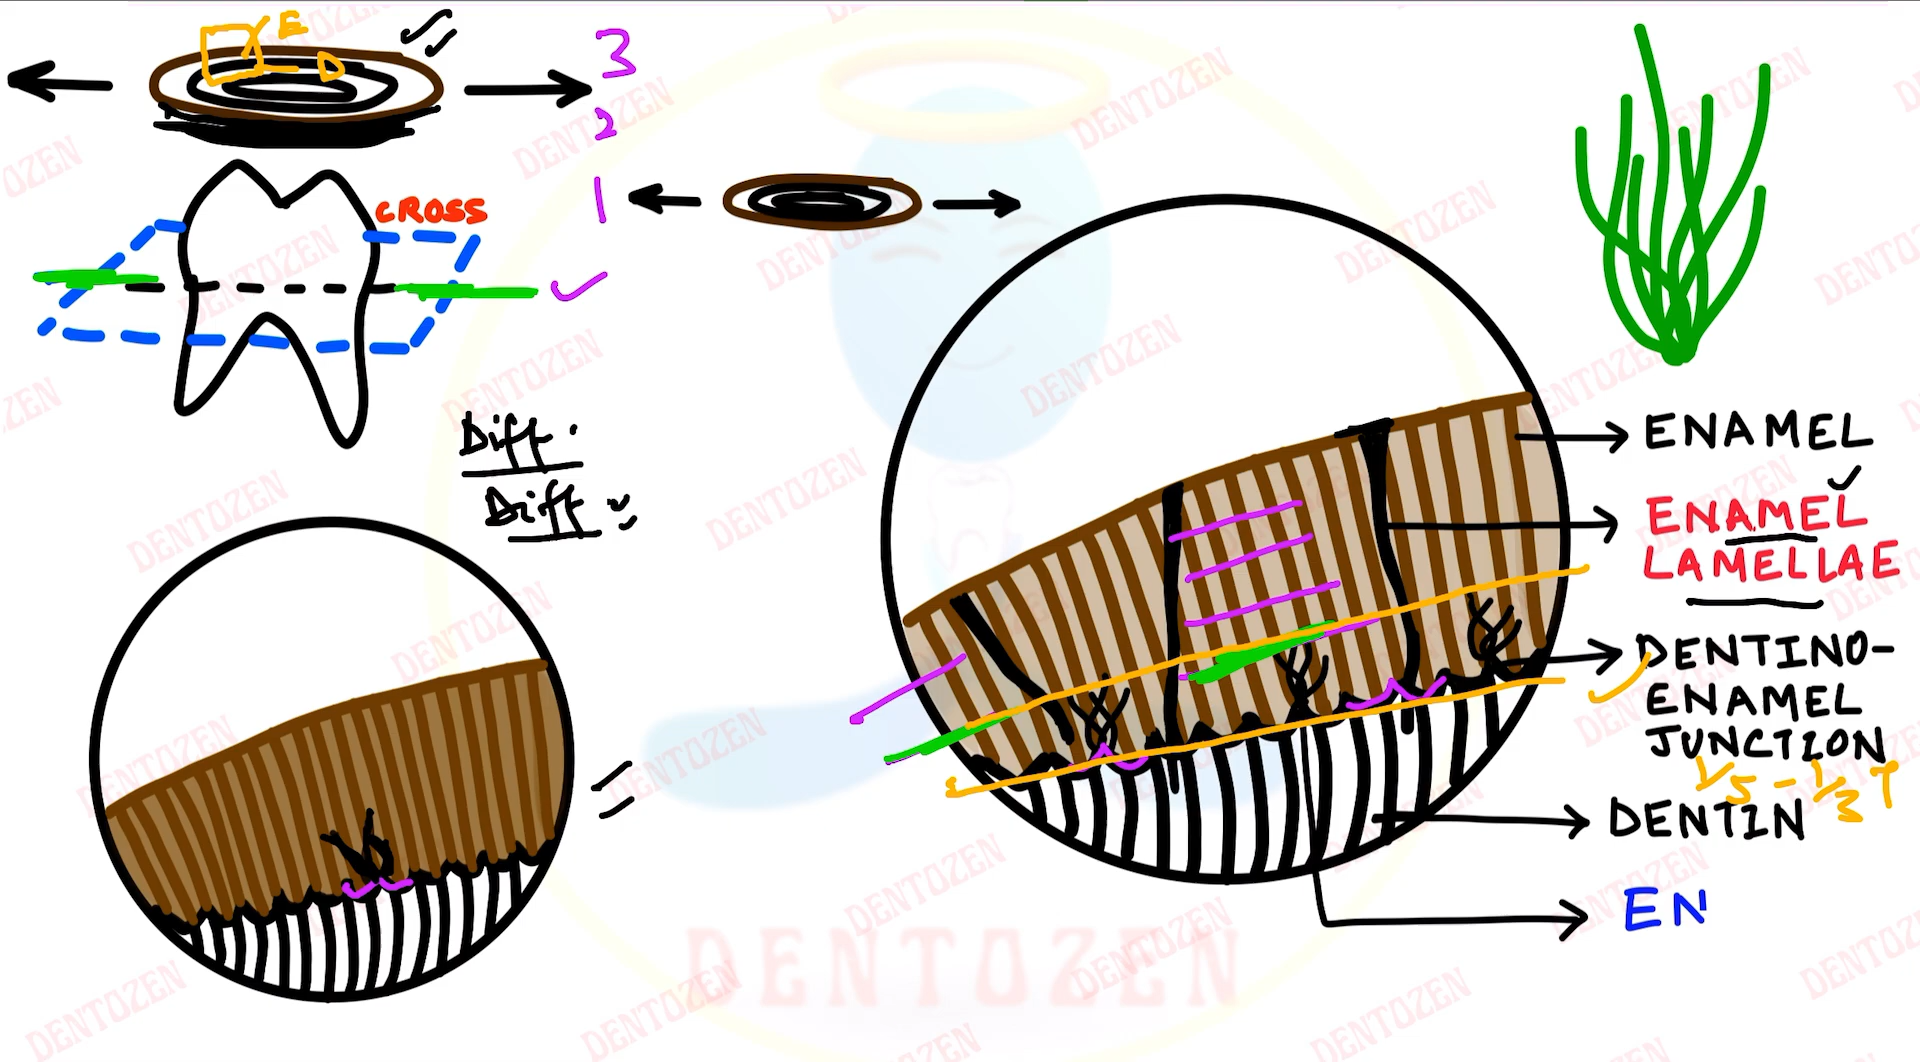 E
D
3
2
1
CROSS
Diff.
Diff
ENAMEL
ENAMEL
LAMELLAE
DENTINO-
ENAMEL
JUNCTION
1/5 - 1/3 T
DENTIN
EN
DENTOZEN